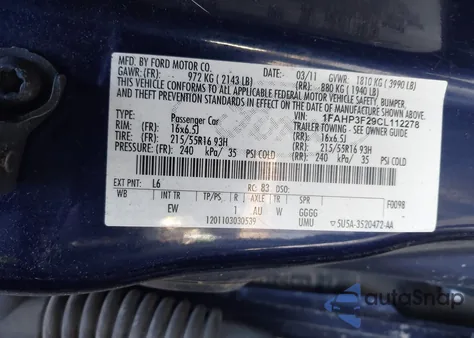 MFD. BY FORD MOTOR CO.
DATE: 03/11 GVWR: 1810 KG ( 3990 LB)
GAWR: (FR): 972 KG ( 2143 LB) (RR): 880 KG ( 1940 LB)
THIS VEHICLE CONFORMS TO ALL APPLICABLE FEDERAL MOTOR VEHICLE SAFETY, BUMPER,
AND THEFT PREVENTION STANDARDS IN EFFECT ON THE DATE OF MANUFACTURE SHOWN ABOVE.
VIN: 1FAHP3F29CL112278
TYPE: Passenger Car TRAILER TOWING - SEE OWNER GUIDE
RIMS: (FR): 16x6.5J (RR): 16x6.5J
TIRES: (FR): 215/55R16 93H (RR): 215/55R16 93H
PRESSURE: (FR): 240 kPa/ 35 PSI COLD (RR): 240 kPa/ 35 PSI COLD
EXT PNT: L6 RC: 83 DSO: F0098
WB INT TR TP/PS R AXLE TR SPR
EW 1 AU W GGGG
1201103030539 UMU 5U5A-3520472-AA
autoSnap